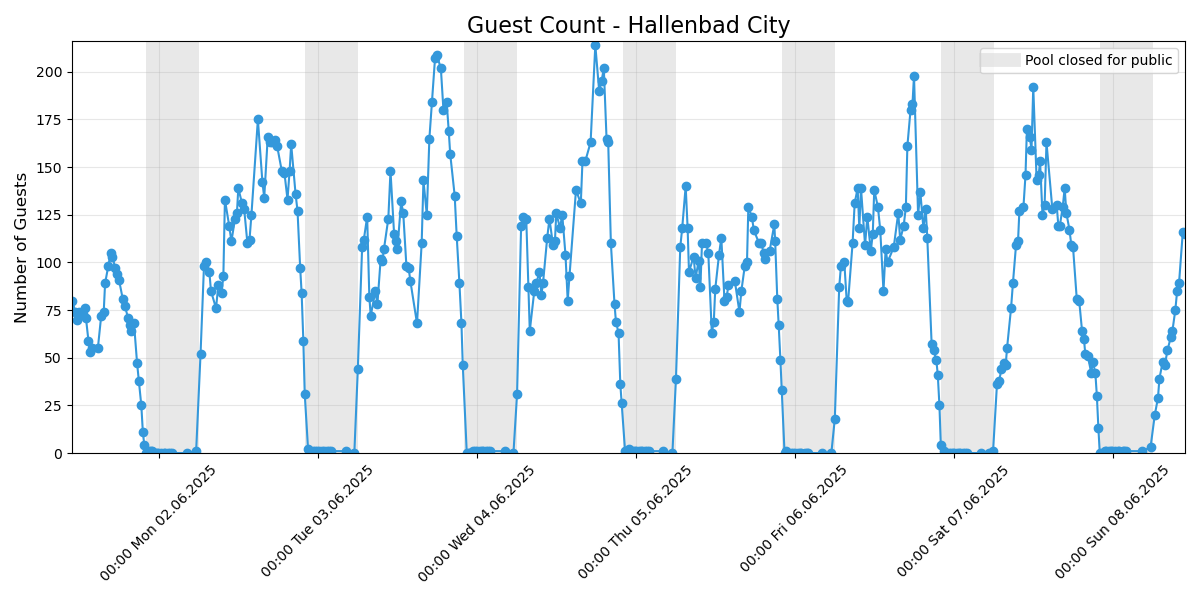 Guest Count - Hallenbad City
Pool closed for public
Number of Guests
200
175
150
125
100
75
50
25
0
00:00 Mon 02.06.2025
00:00 Tue 03.06.2025
00:00 Wed 04.06.2025
00:00 Thu 05.06.2025
00:00 Fri 06.06.2025
00:00 Sat 07.06.2025
00:00 Sun 08.06.2025